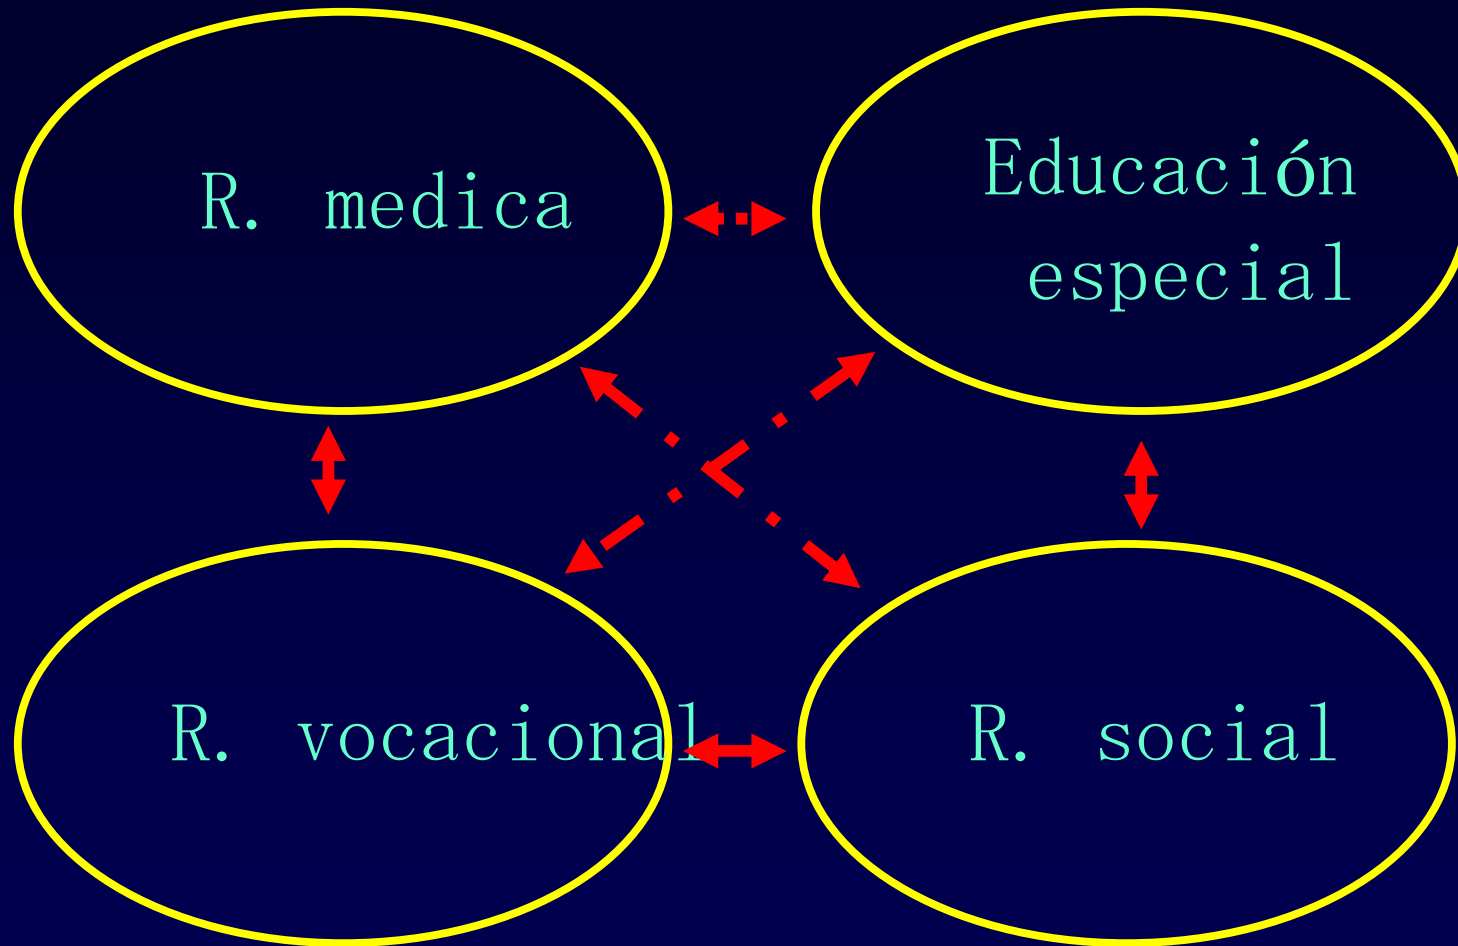 R. medica
Educación
especial
R. vocacional
R. social